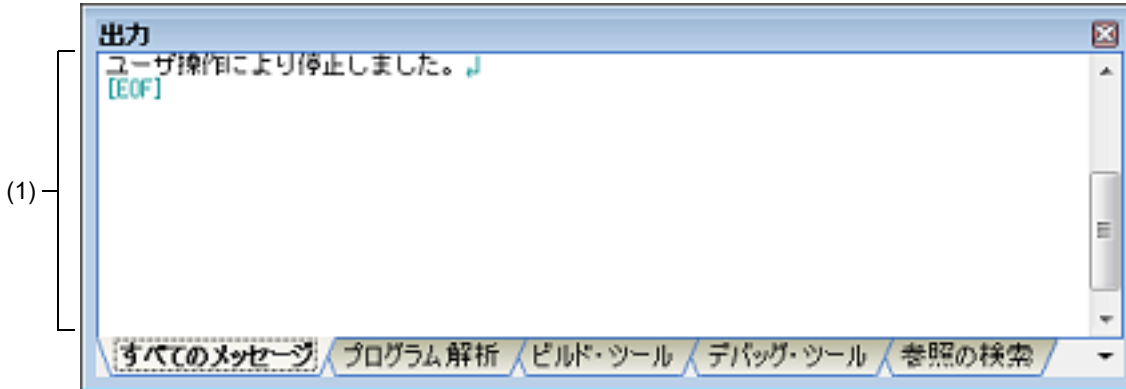 出力
ユーザ操作により停止しました。↲
[EOF]
(1)
すべてのメッセージ プログラム解析 ビルド・ツール デバッグ・ツール 参照の検索